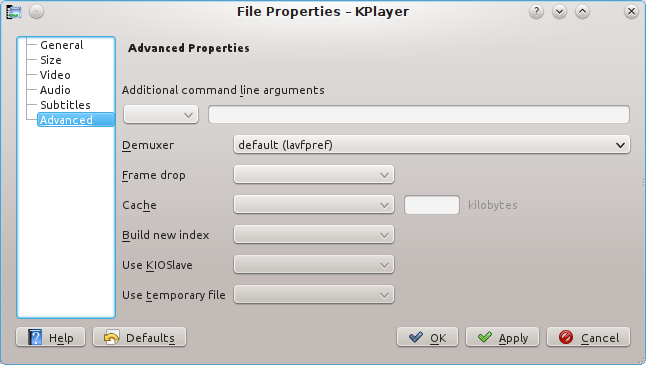 File Properties – KPlayer
General
Size
Video
Audio
Subtitles
Advanced
Advanced Properties
Additional command line arguments
Demuxer default (lavfpref)
Frame drop
Cache kilobytes
Build new index
Use KIOSlave
Use temporary file
Help Defaults OK Apply Cancel